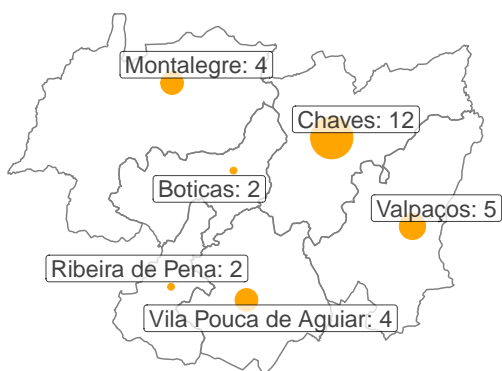 Montalegre: 4
Chaves: 12
Boticas: 2
Valpaços: 5
Ribeira de Pena: 2
Vila Pouca de Aguiar: 4